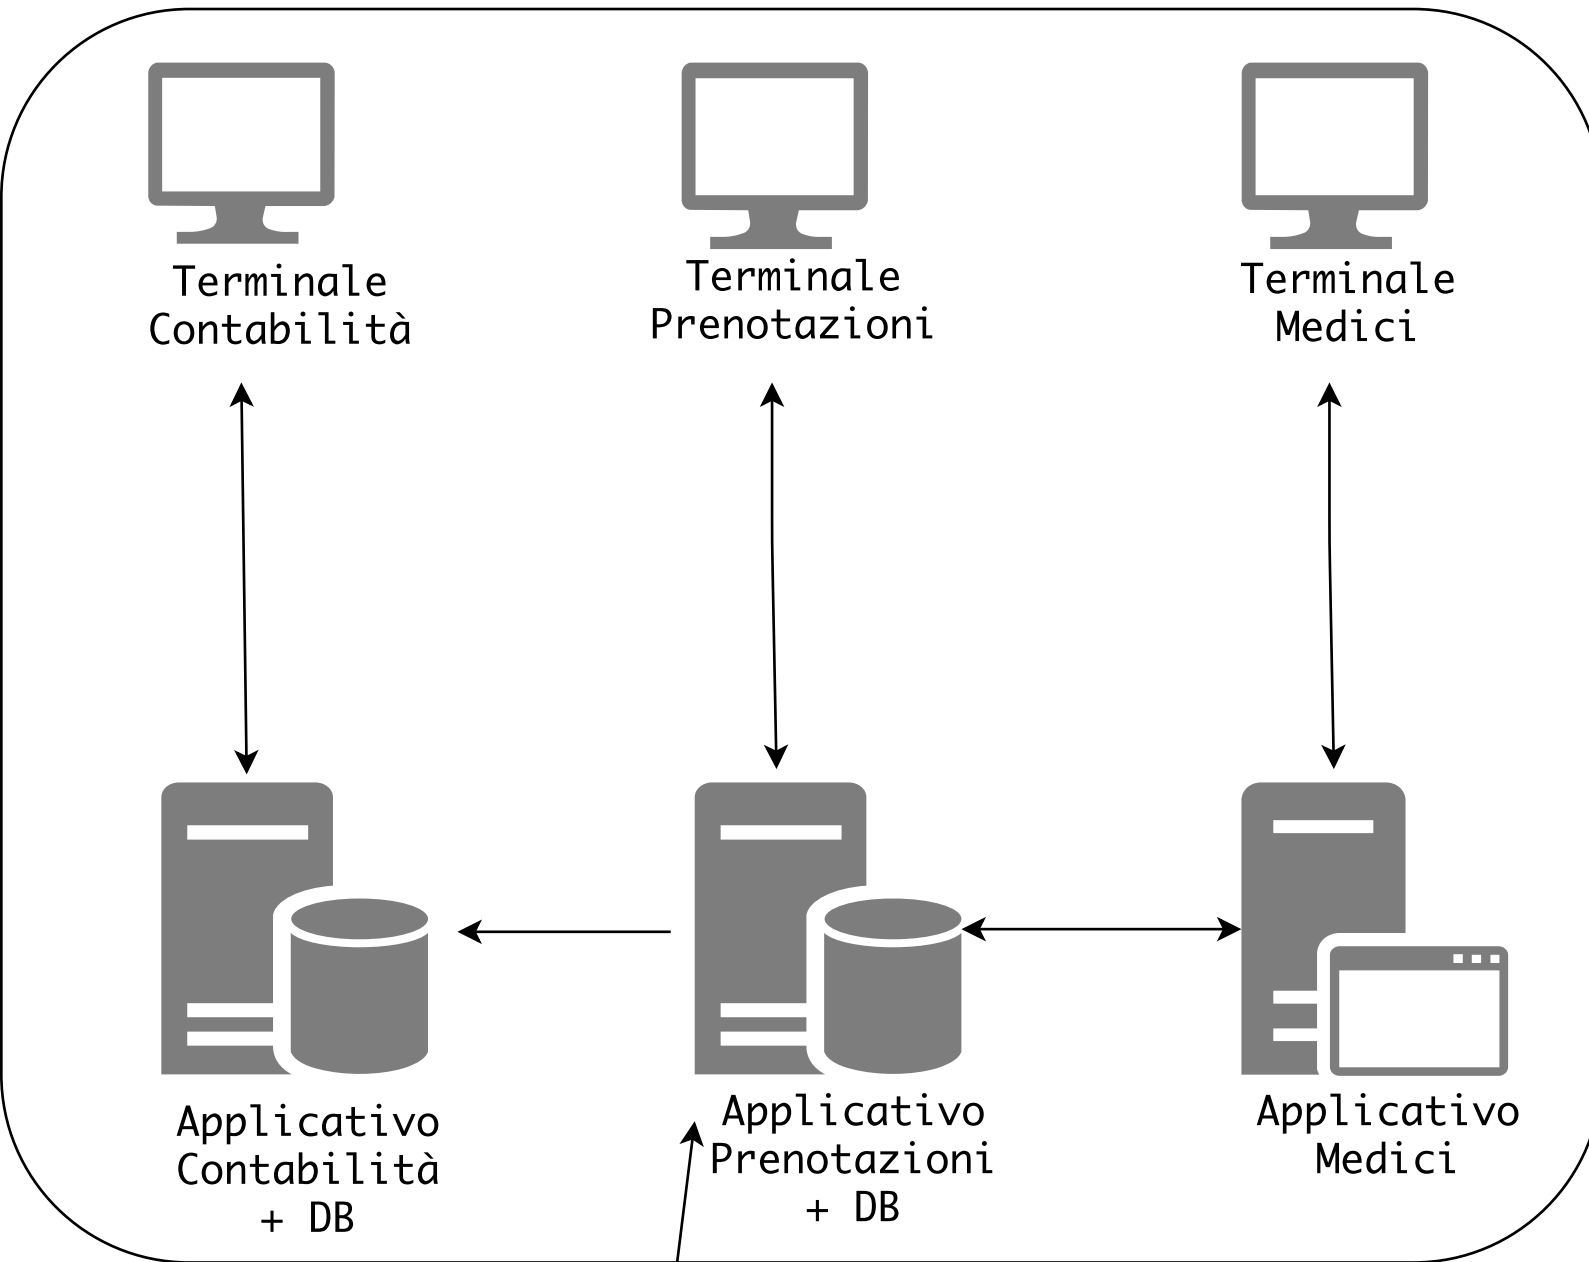 Terminale
Contabilità
Terminale
Prenotazioni
Terminale
Medici
Applicativo
Contabilità
+ DB
Applicativo
Prenotazioni
+ DB
Applicativo
Medici